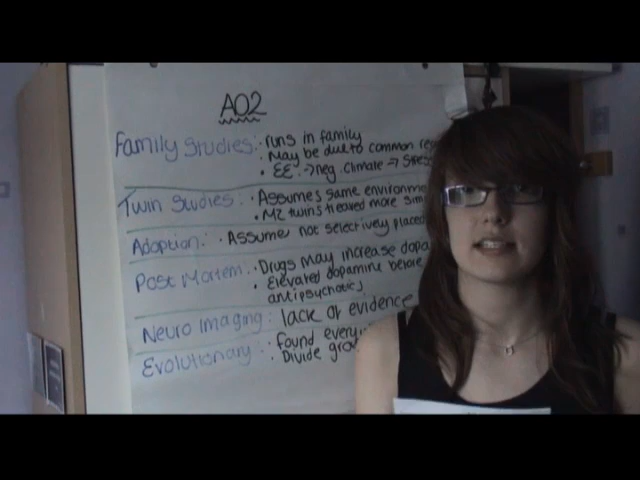 AO2
Family Studies: • runs in family
• May be due to common
• EE → neg. climate → Stress
Twin Studies: • Assumes same
• MZ twins treated more
Adoption: • Assume not selectively placed
Post Mortem: • Drugs may increase
• Elevated dopamine before
antipsychotics
Neuro Imaging: lack of evidence
Evolutionary: • found
• Divide